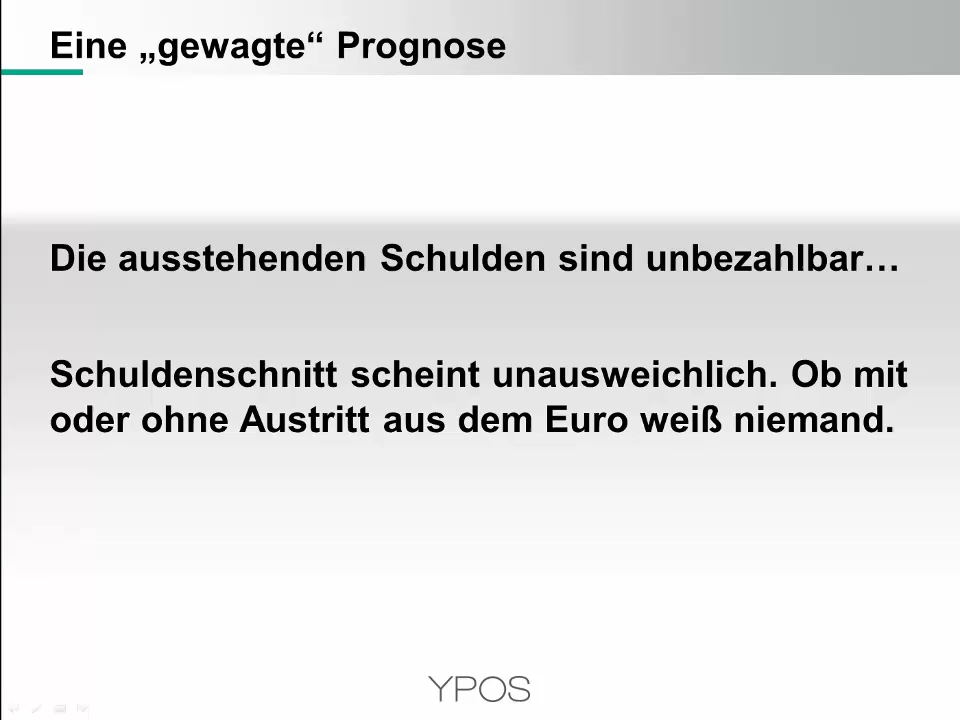 Eine „gewagte“ Prognose
Die ausstehenden Schulden sind unbezahlbar…
Schuldenschnitt scheint unausweichlich. Ob mit
oder ohne Austritt aus dem Euro weiß niemand.
YPOS